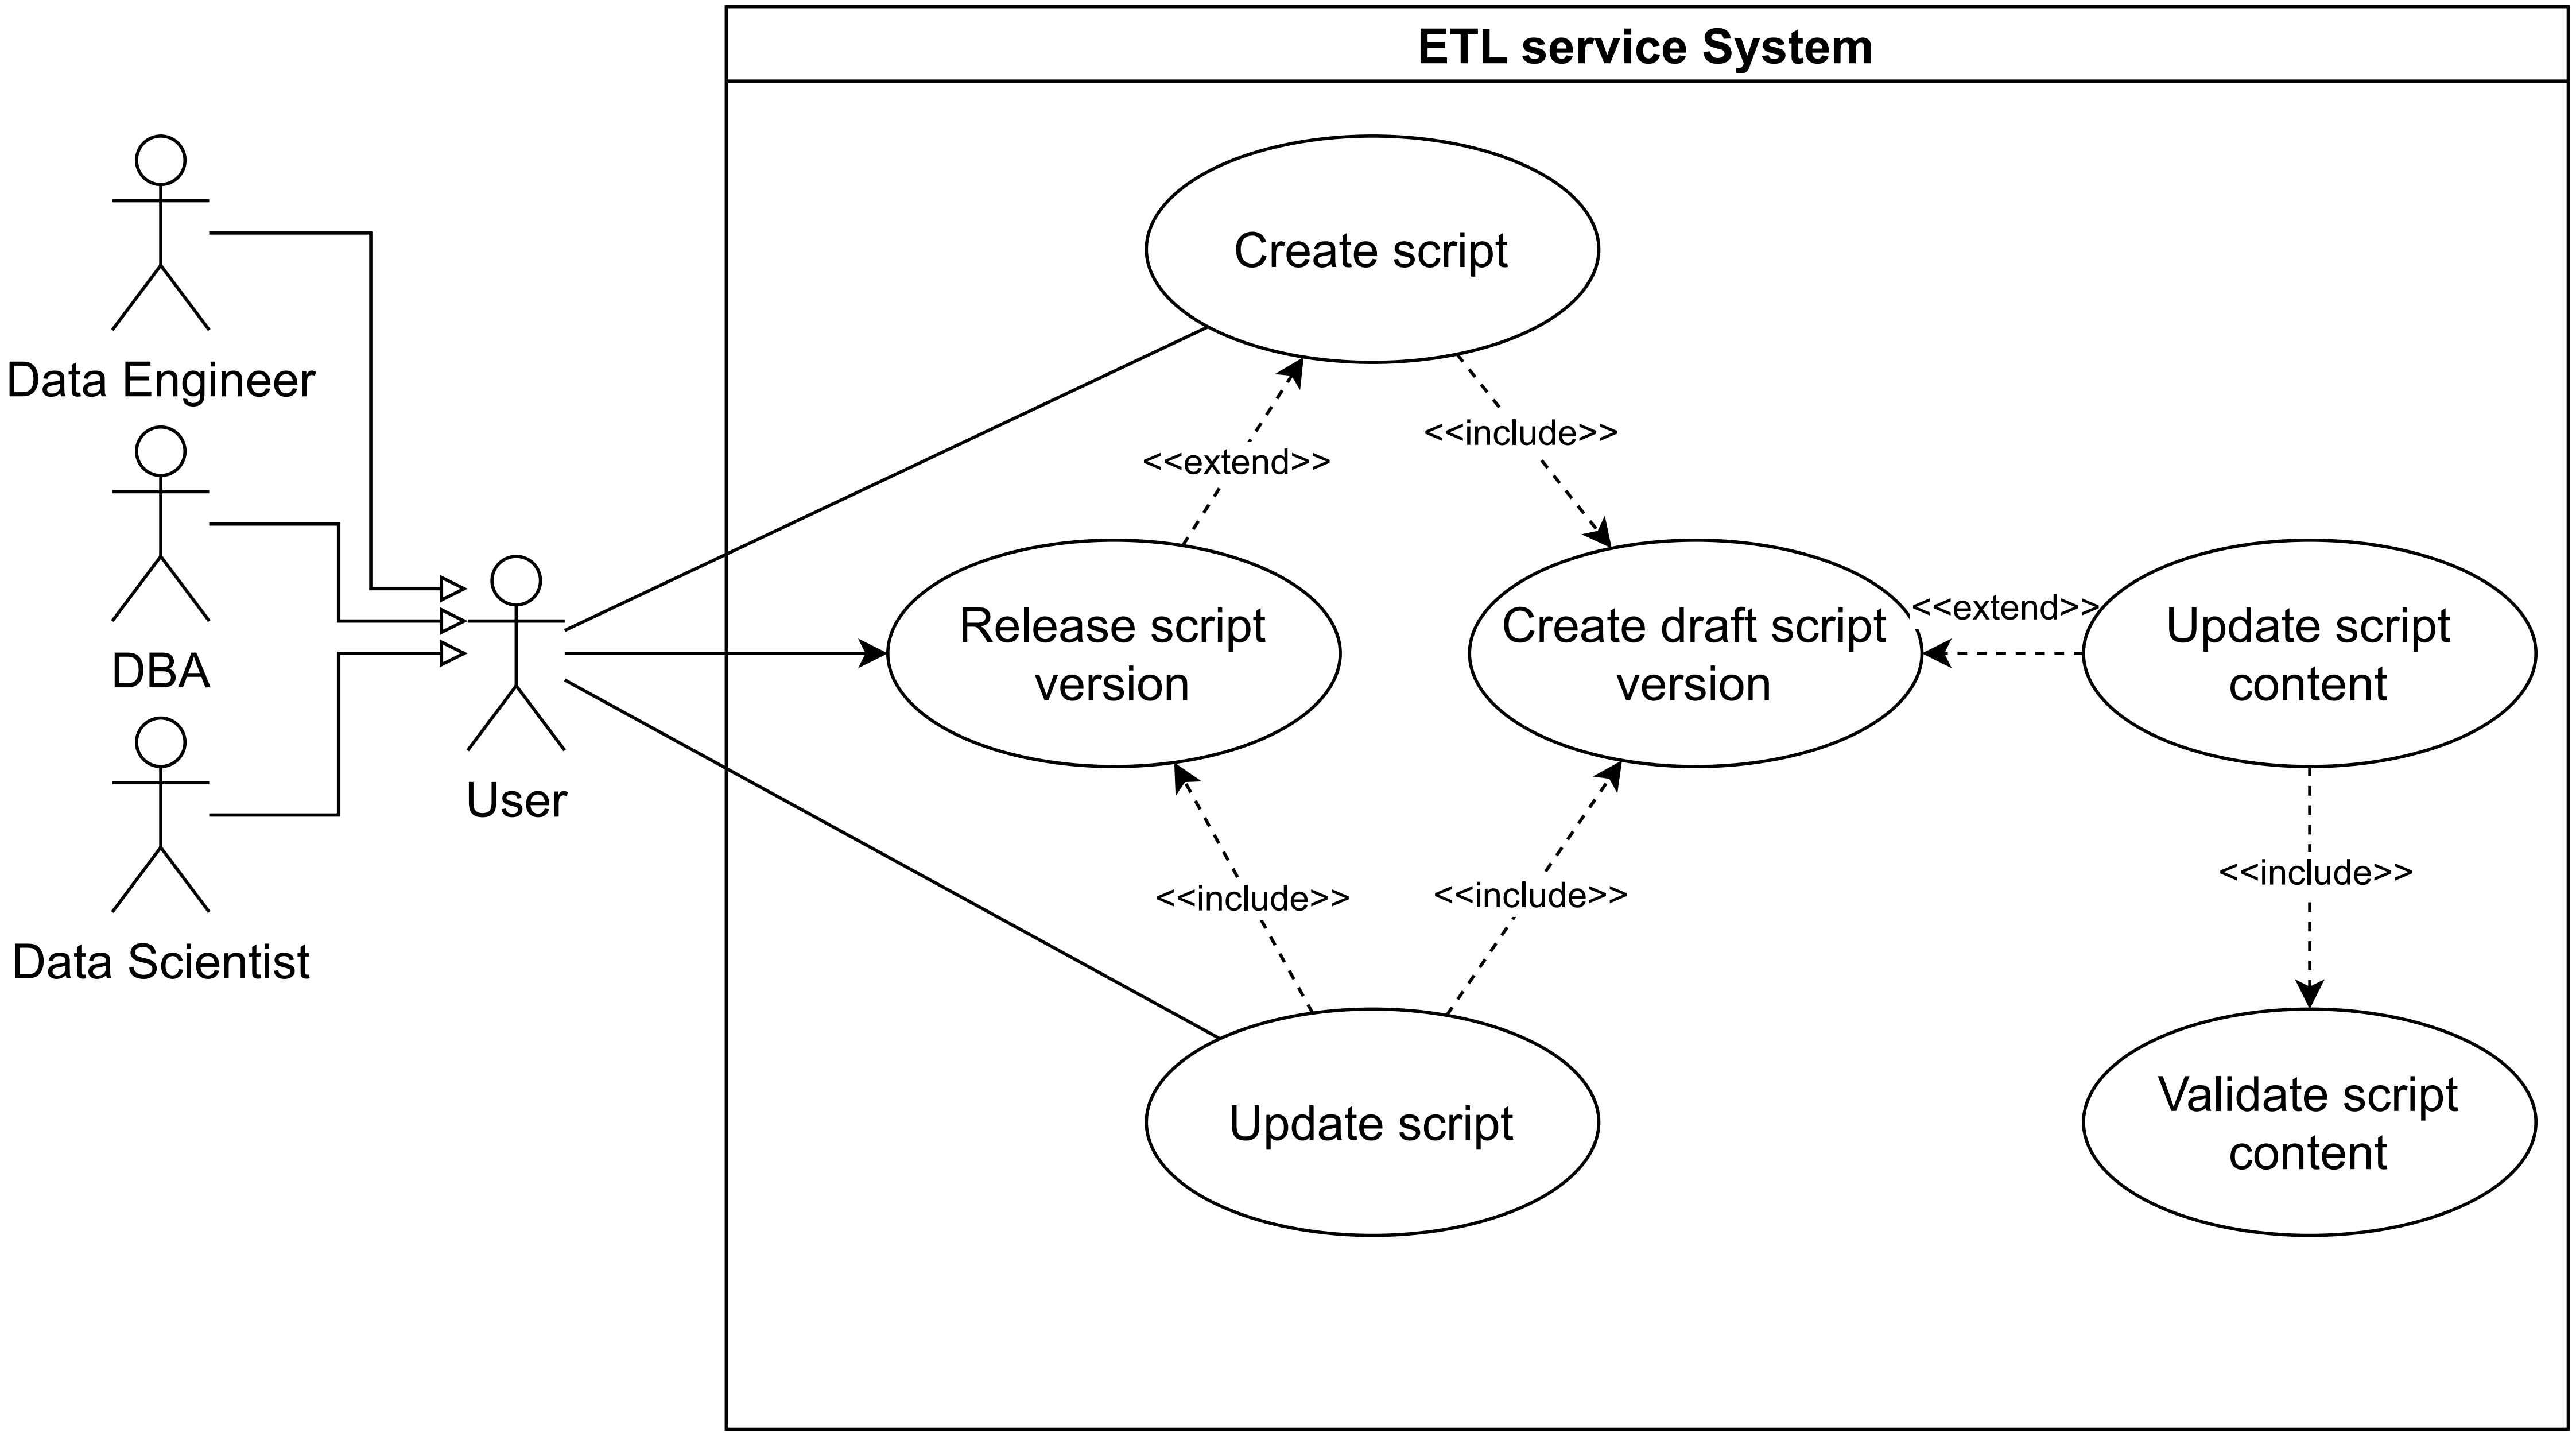 ETL service System
Data Engineer
DBA
Data Scientist
User
Create script
<<extend>>
<<include>>
Release script
version
Create draft script
version
<<extend>>
Update script
content
<<include>>
<<include>>
<<include>>
Update script
Validate script
content